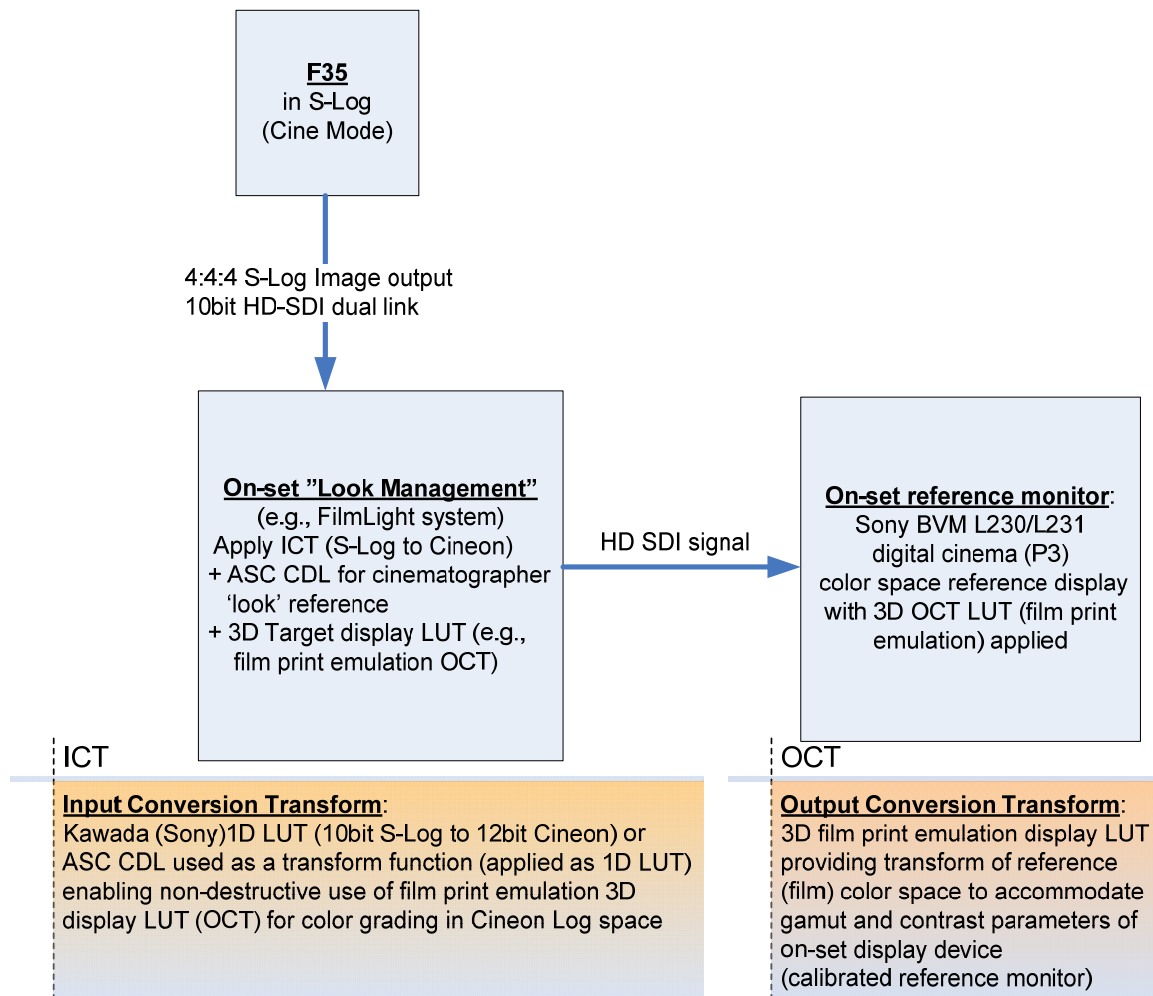 F35
in S-Log
(Cine Mode)
4:4:4 S-Log Image output
10bit HD-SDI dual link
On-set ”Look Management”
(e.g., FilmLight system)
Apply ICT (S-Log to Cineon)
+ ASC CDL for cinematographer
‘look’ reference
+ 3D Target display LUT (e.g.,
film print emulation OCT)
HD SDI signal
On-set reference monitor:
Sony BVM L230/L231
digital cinema (P3)
color space reference display
with 3D OCT LUT (film print
emulation) applied
ICT
Input Conversion Transform:
Kawada (Sony)1D LUT (10bit S-Log to 12bit Cineon) or
ASC CDL used as a transform function (applied as 1D LUT)
enabling non-destructive use of film print emulation 3D
display LUT (OCT) for color grading in Cineon Log space
OCT
Output Conversion Transform:
3D film print emulation display LUT
providing transform of reference
(film) color space to accommodate
gamut and contrast parameters of
on-set display device
(calibrated reference monitor)